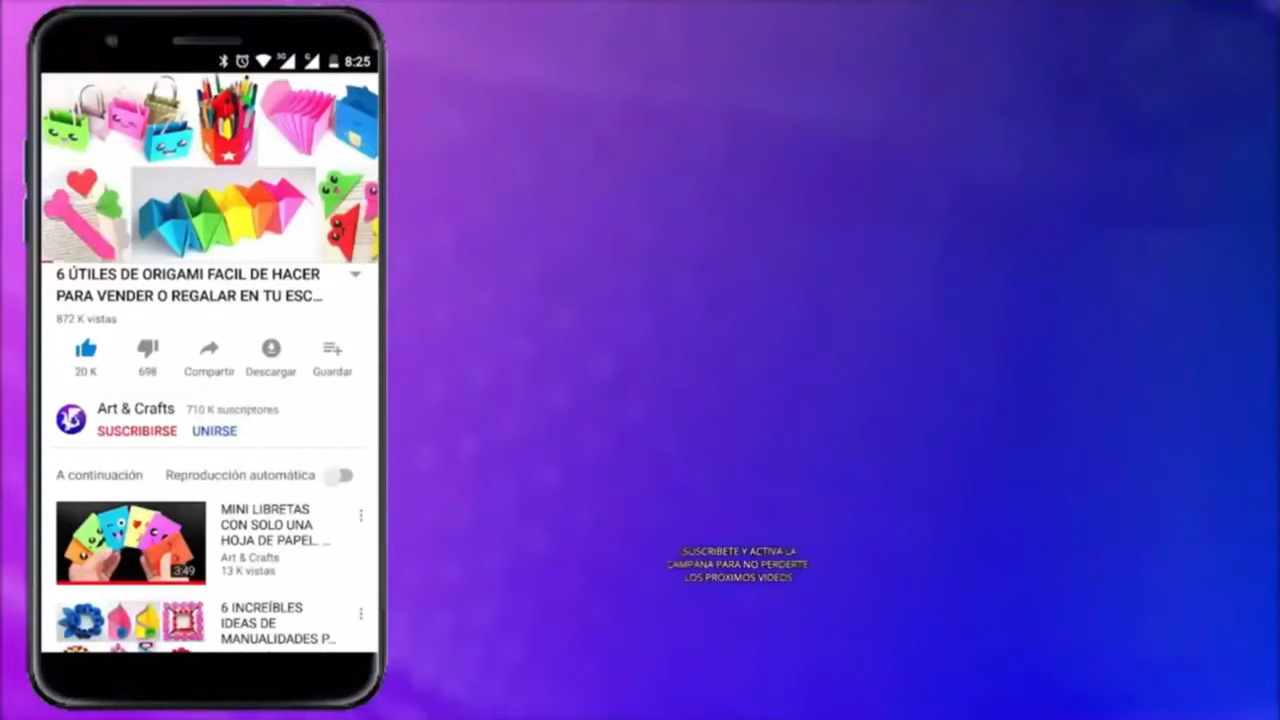 8:25
6 ÚTILES DE ORIGAMI FACIL DE HACER
PARA VENDER O REGALAR EN TU ESC...
872 K vistas
20 K
698
Compartir
Descargar
Guardar
Art & Crafts 710 K suscriptores
SUSCRIBIRSE UNIRSE
A continuación Reproducción automática
MINI LIBRETAS
CON SOLO UNA
HOJA DE PAPEL. ...
Art & Crafts
13 K vistas
3:49
6 INCREÍBLES
IDEAS DE
MANUALIDADES P...
SUSCRIBETE Y ACTIVA LA
CAMPANA PARA NO PERDERTE
LOS PROXIMOS VIDEOS